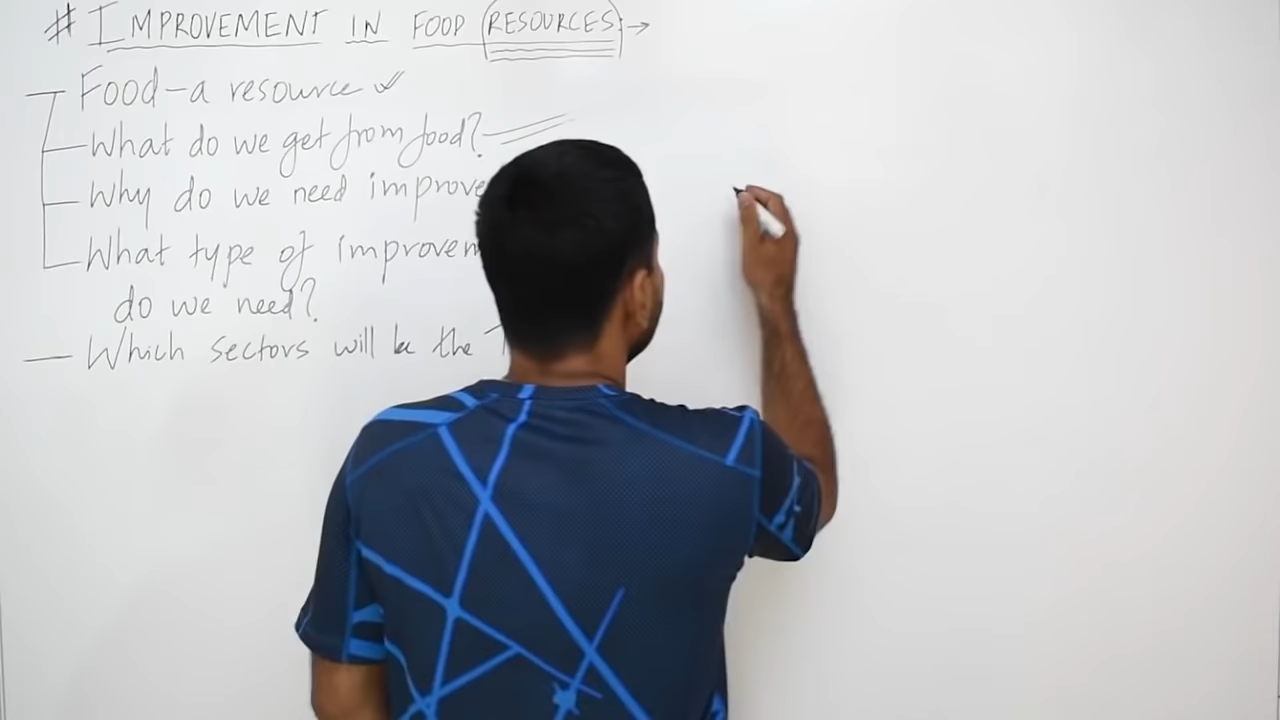 # IMPROVEMENT IN FOOD RESOURCES:→
Food-a resource ✓
What do we get from food?
Why do we need improve
What type of improvem
do we need?
Which sectors will be the